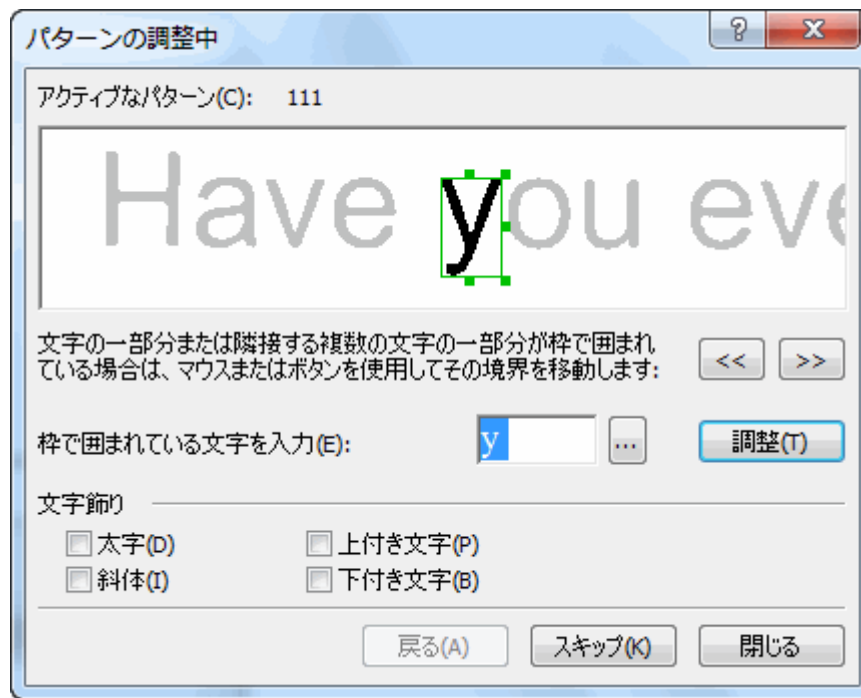 パターンの調整中
アクティブなパターン(C): 111
Have you eve
文字の一部分または隣接する複数の文字の一部分が枠で囲まれ
ている場合は、マウスまたはボタンを使用してその境界を移動します:
<< >>
枠で囲まれている文字を入力(E): y ... 調整(T)
文字飾り
太字(D) 上付き文字(P)
斜体(I) 下付き文字(B)
戻る(A) スキップ(K) 閉じる